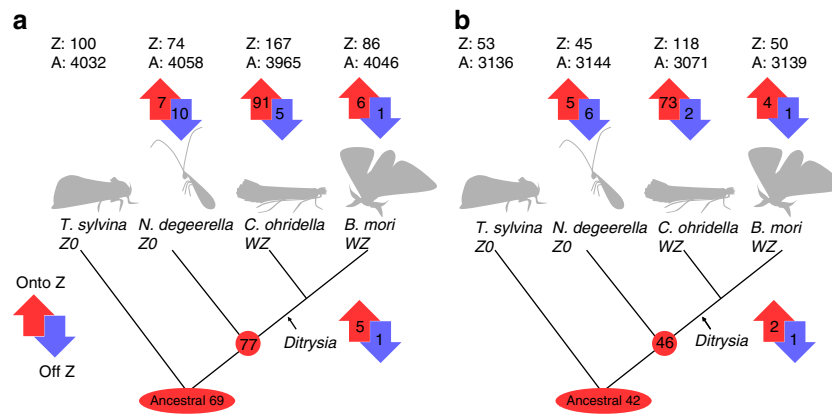 a
Z: 100 Z: 74 Z: 167 Z: 86
A: 4032 A: 4058 A: 3965 A: 4046
7 10 91 5 6 1
T. sylvina N. degeerella C. ohridella B. mori
Z0 Z0 WZ WZ
Onto Z
Off Z
5 1
Ditrysia
77
Ancestral 69
b
Z: 53 Z: 45 Z: 118 Z: 50
A: 3136 A: 3144 A: 3071 A: 3139
5 6 73 2 4 1
T. sylvina N. degeerella C. ohridella B. mori
Z0 Z0 WZ WZ
2 1
Ditrysia
46
Ancestral 42